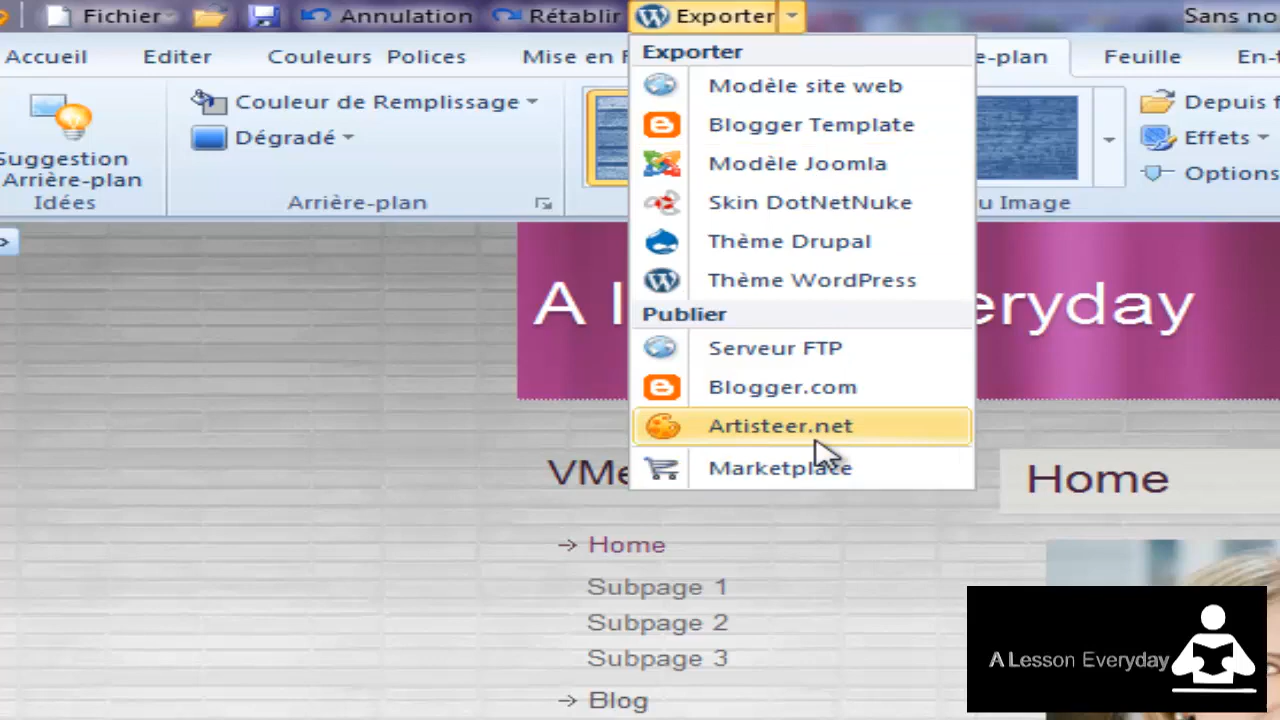 Fichier Annulation Rétablir Exporter Sans no
Accueil Editer Couleurs Polices Mise en F e-plan Feuille En-t
Exporter
Modèle site web
Blogger Template
Modèle Joomla
Skin DotNetNuke
Thème Drupal
Thème WordPress
Publier
Serveur FTP
Blogger.com
Artisteer.net
Marketplace
Suggestion
Arrière-plan
Idées
Couleur de Remplissage
Dégradé
Arrière-plan
Depuis f
Effets
Options
u Image
A l eryday
VMe
Home
Subpage 1
Subpage 2
Subpage 3
Blog
Home
A Lesson Everyday